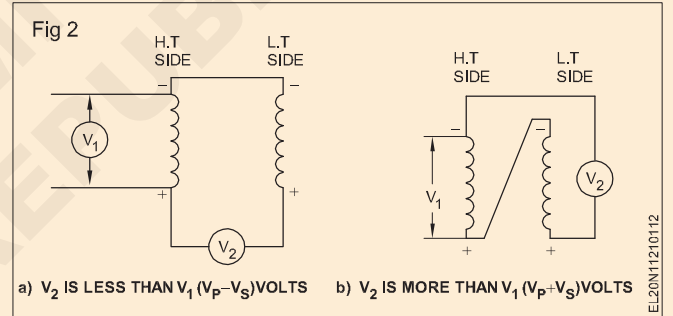 Fig 2
H.T
SIDE
L.T
SIDE
−
−
V1
+
+
V2
a) V2 IS LESS THAN V1 (VP−VS)VOLTS
H.T
SIDE
L.T
SIDE
−
−
V1
V2
+
+
b) V2 IS MORE THAN V1 (VP+VS)VOLTS
EL20N11210112